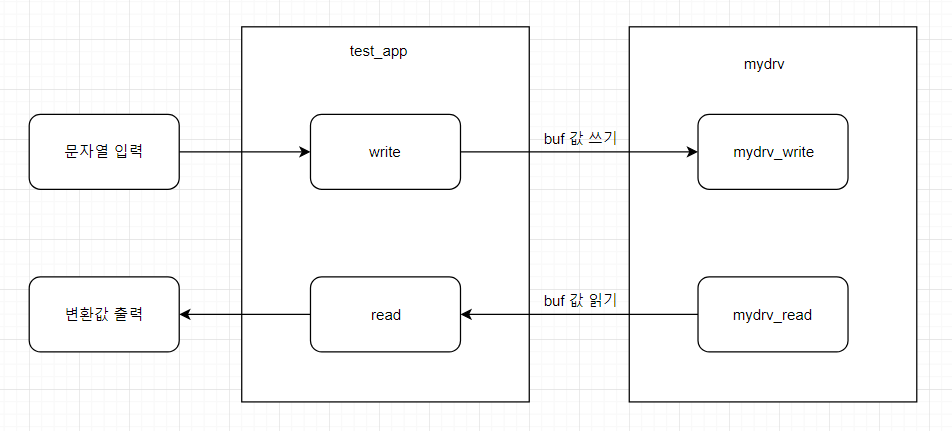 test_app
mydrv
문자열 입력
write
buf 값 쓰기
mydrv_write
변환값 출력
read
buf 값 읽기
mydrv_read